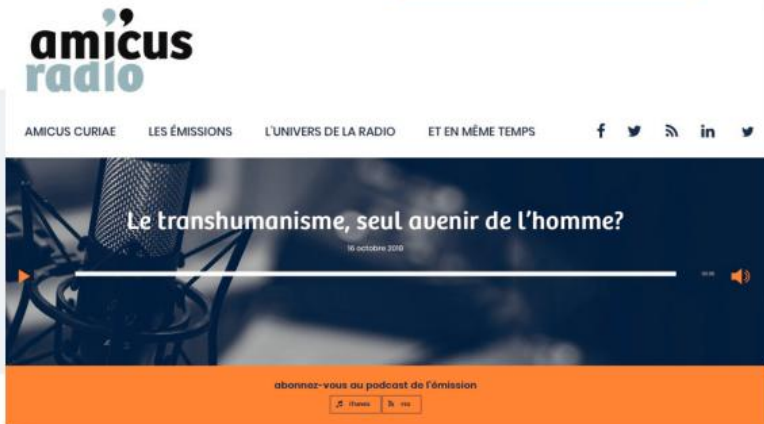 amicus
radio
AMICUS CURIAE LES ÉMISSIONS L'UNIVERS DE LA RADIO ET EN MÊME TEMPS
Le transhumanisme, seul avenir de l'homme?
16 octobre 2018
abonnez-vous au podcast de l'émission
iTunes rss